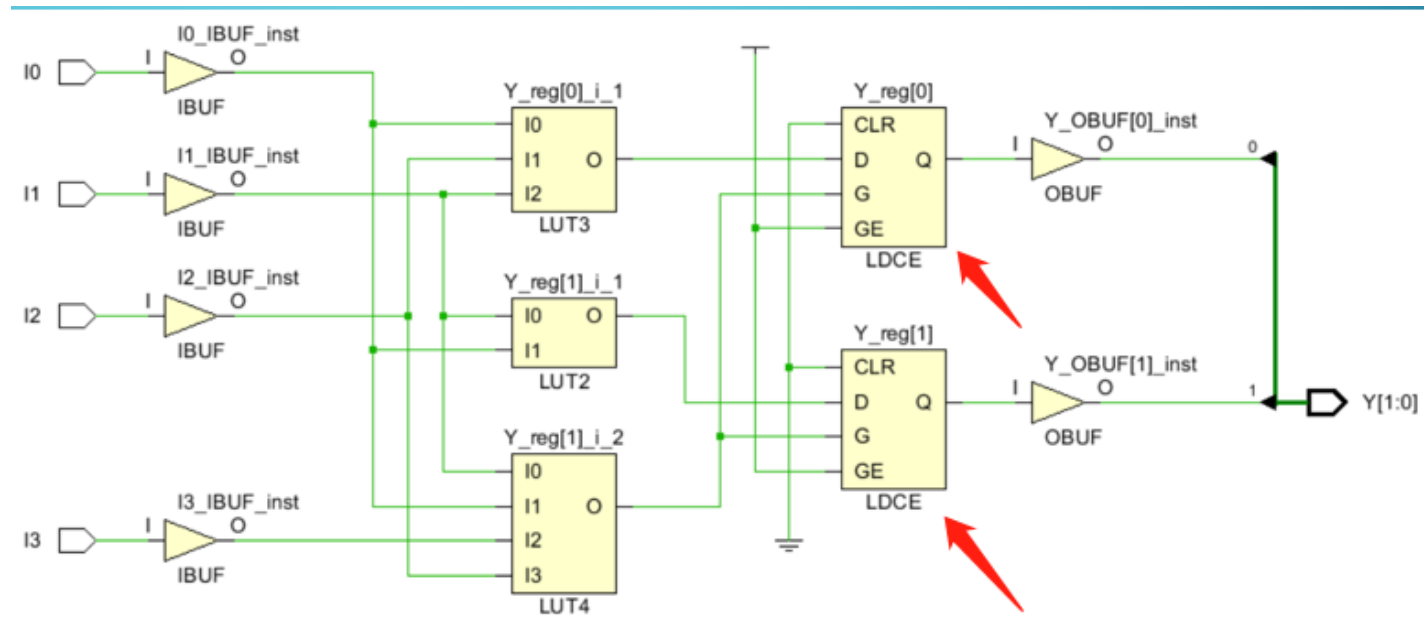 I0_IBUF_inst
I0 I O
IBUF
I1_IBUF_inst
I1 I O
IBUF
I2_IBUF_inst
I2 I O
IBUF
I3_IBUF_inst
I3 I O
IBUF
Y_reg[0]_i_1
I0
I1 O
I2
LUT3
Y_reg[1]_i_1
I0 O
I1
LUT2
Y_reg[1]_i_2
I0
I1 O
I2
I3
LUT4
Y_reg[0]
CLR
D Q
G
GE
LDCE
Y_reg[1]
CLR
D Q
G
GE
LDCE
Y_OBUF[0]_inst
I O 0
OBUF
Y_OBUF[1]_inst
I O 1
OBUF
Y[1:0]